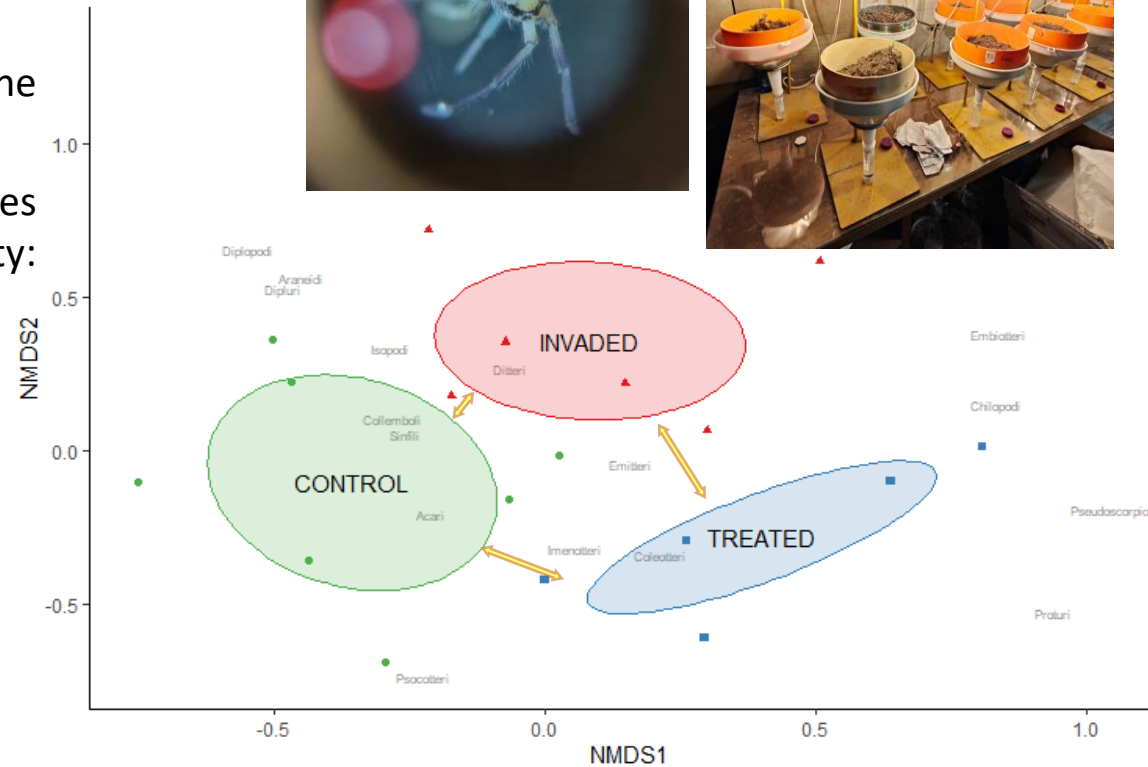 ne
es
ty:
1.0
0.5
0.0
-0.5
NMDS2
Diplopodi
Araneidi
Dipluri
Isopodi
Collemboli
Sinfili
CONTROL
Acari
Psocotteri
INVADED
Ditteri
Emitteri
Imenotteri
Coleotteri
TREATED
Embiotteri
Chilopodi
Pseudoscorpio
Proturi
-0.5
0.0
0.5
1.0
NMDS1